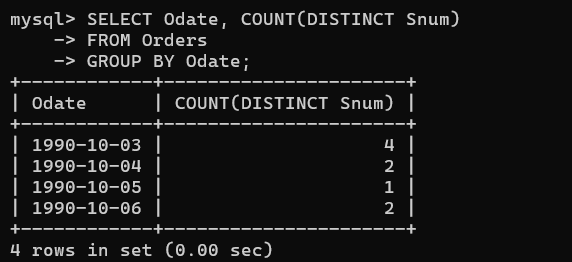 mysql> SELECT Odate, COUNT(DISTINCT Snum)
    -> FROM Orders
    -> GROUP BY Odate;
+------------+----------------------+
| Odate      | COUNT(DISTINCT Snum) |
+------------+----------------------+
| 1990-10-03 |                    4 |
| 1990-10-04 |                    2 |
| 1990-10-05 |                    1 |
| 1990-10-06 |                    2 |
+------------+----------------------+
4 rows in set (0.00 sec)